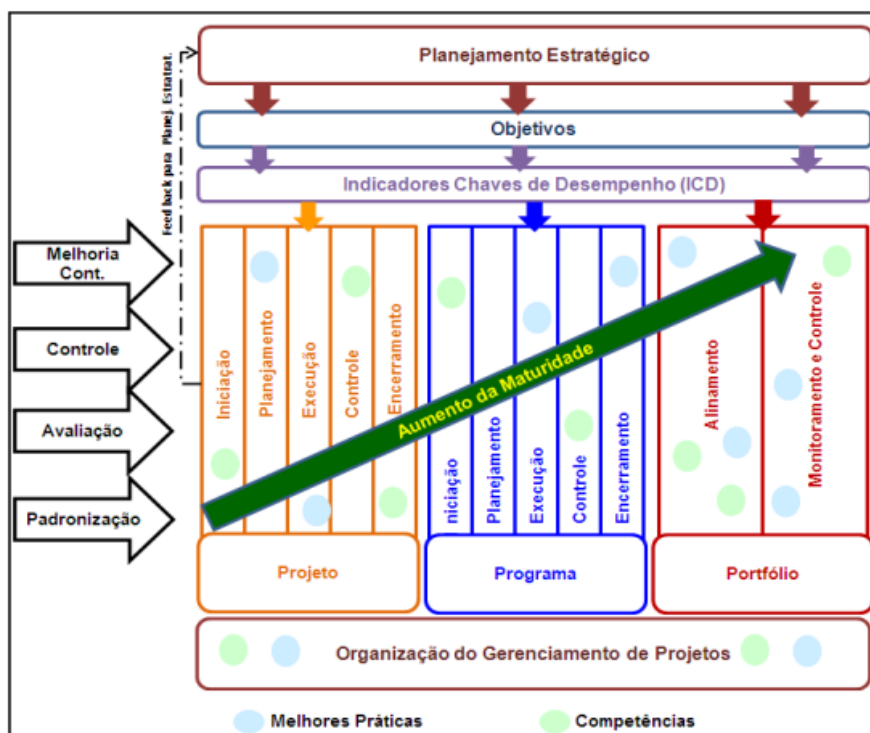 Planejamento Estratégico
Objetivos
Indicadores Chaves de Desempenho (ICD)
Feed back para Planej. Estratrat.
Melhoria
Cont.
Controle
Avaliação
Padronização
Iniciação
Planejamento
Execução
Controle
Encerramento
niciação
Planejamento
Execução
Controle
Encerramento
Alinamento
Monitoramento e Controle
Aumento da Maturidade
Projeto
Programa
Portfólio
Organização do Gerenciamento de Projetos
Melhores Práticas
Competências